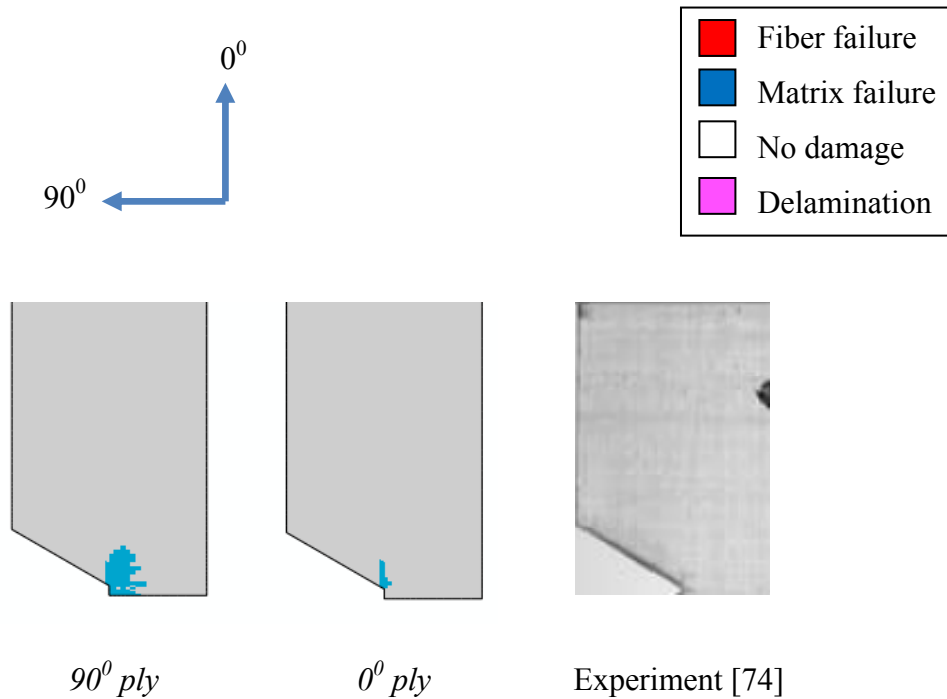 Fiber failure
Matrix failure
No damage
Delamination
0⁰
90⁰
90⁰ ply
0⁰ ply
Experiment [74]